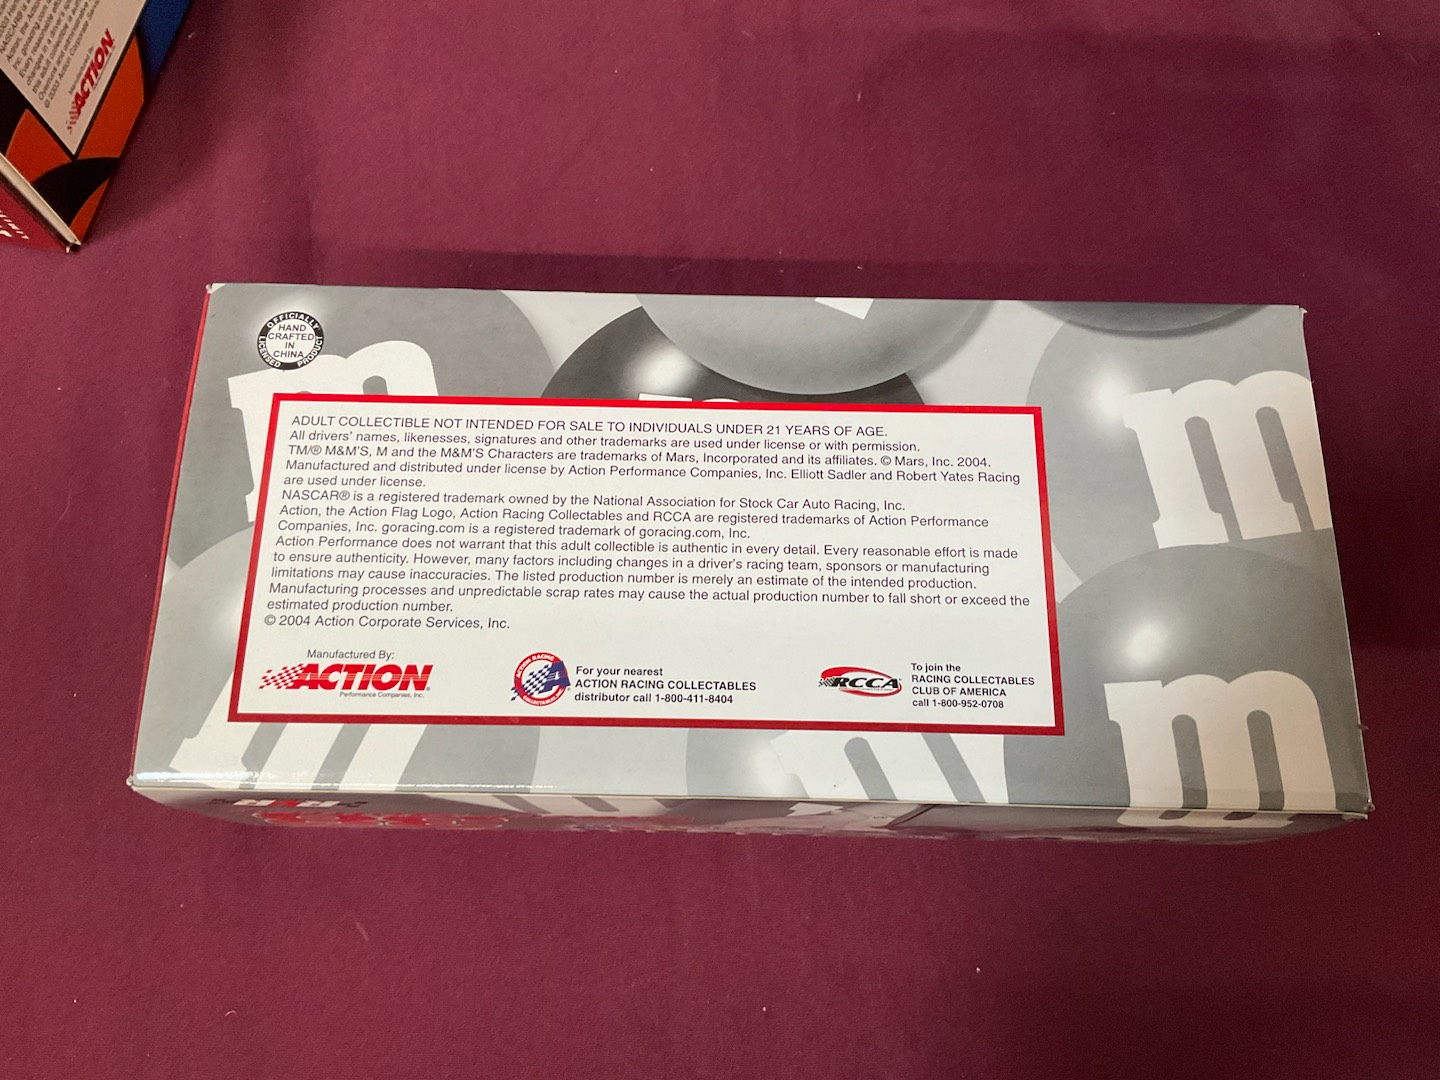 NASCAR®
© 2003 Action Corporate
Manufactured By:
ACTION
OFFICIALLY
LICENSED PRODUCT
HAND
CRAFTED
IN
CHINA
m
m
m
ADULT COLLECTIBLE NOT INTENDED FOR SALE TO INDIVIDUALS UNDER 21 YEARS OF AGE.
All drivers' names, likenesses, signatures and other trademarks are used under license or with permission.
TM/® M&M'S, M and the M&M'S Characters are trademarks of Mars, Incorporated and its affiliates. © Mars, Inc. 2004.
Manufactured and distributed under license by Action Performance Companies, Inc. Elliott Sadler and Robert Yates Racing
are used under license.
NASCAR® is a registered trademark owned by the National Association for Stock Car Auto Racing, Inc.
Action, the Action Flag Logo, Action Racing Collectables and RCCA are registered trademarks of Action Performance
Companies, Inc. goracing.com is a registered trademark of goracing.com, Inc.
Action Performance does not warrant that this adult collectible is authentic in every detail. Every reasonable effort is made
to ensure authenticity. However, many factors including changes in a driver's racing team, sponsors or manufacturing
limitations may cause inaccuracies. The listed production number is merely an estimate of the intended production.
Manufacturing processes and unpredictable scrap rates may cause the actual production number to fall short or exceed the
estimated production number.
© 2004 Action Corporate Services, Inc.
Manufactured By:
ACTION®
Performance Companies, Inc.
ACTION RACING
COLLECTABLES
A
For your nearest
ACTION RACING COLLECTABLES
distributor call 1-800-411-8404
RCCA
To join the
RACING COLLECTABLES
CLUB OF AMERICA
call 1-800-952-0708